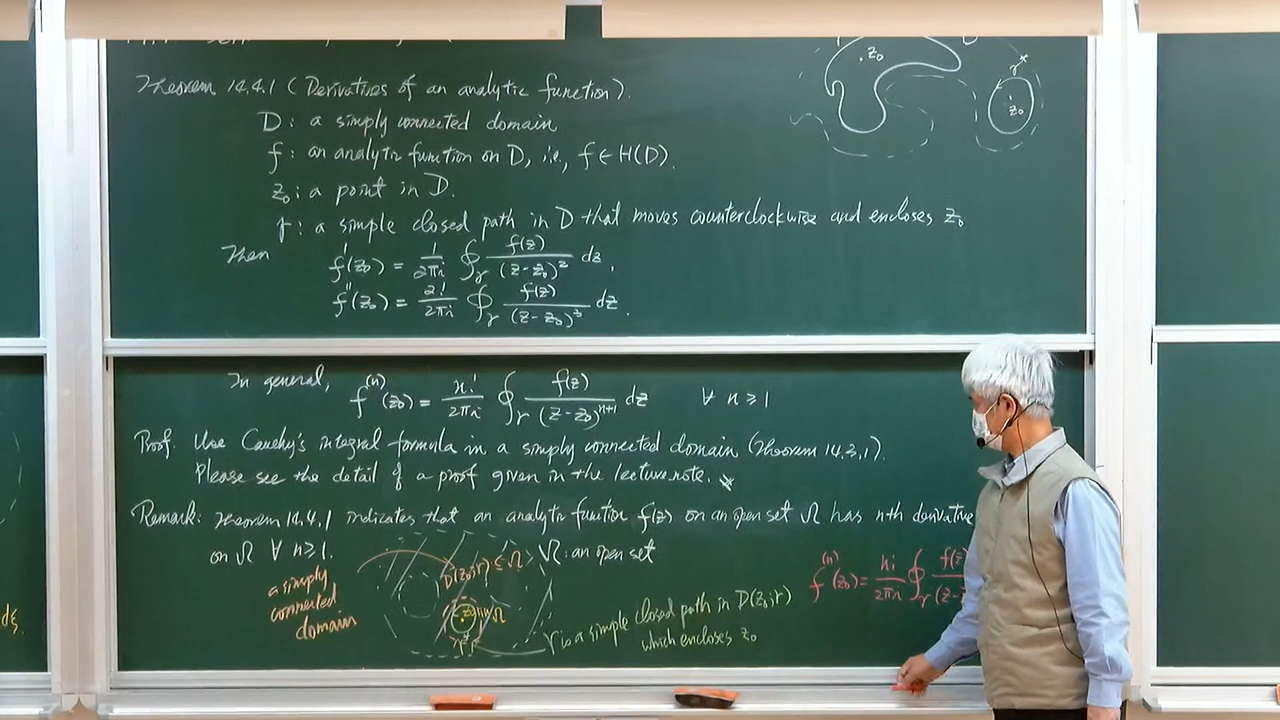 Theorem 14.4.1 (Derivatives of an analytic function).
D: a simply connected domain
f: an analytic function on D, i.e., f ∈ H(D).
z₀: a point in D.
γ: a simple closed path in D that moves counterclockwise and encloses z₀
Then f'(z₀) = 1/2πi ∮_γ f(z)/(z-z₀)² dz,
f''(z₀) = 2!/2πi ∮_γ f(z)/(z-z₀)³ dz.
z₀
γ*
z₀
In general, f⁽ⁿ⁾(z₀) = n!/2πi ∮_γ f(z)/(z-z₀)ⁿ⁺¹ dz ∀ n ≥ 1
Proof. Use Cauchy's integral formula in a simply connected domain (Theorem 14.3.1).
Please see the detail of a proof given in the lecture note.
Remark: Theorem 14.4.1 indicates that an analytic function f(z) on an open set Ω has nth derivative
on Ω ∀ n ≥ 1.
a simply
connected
domain
D(z₀;r) ⊆ Ω
z₀ in Ω
Ω: an open set
γ is a simple closed path in D(z₀;r)
which encloses z₀
f⁽ⁿ⁾(z₀) = n!/2πi ∮_γ f(z)/(z-
dξ